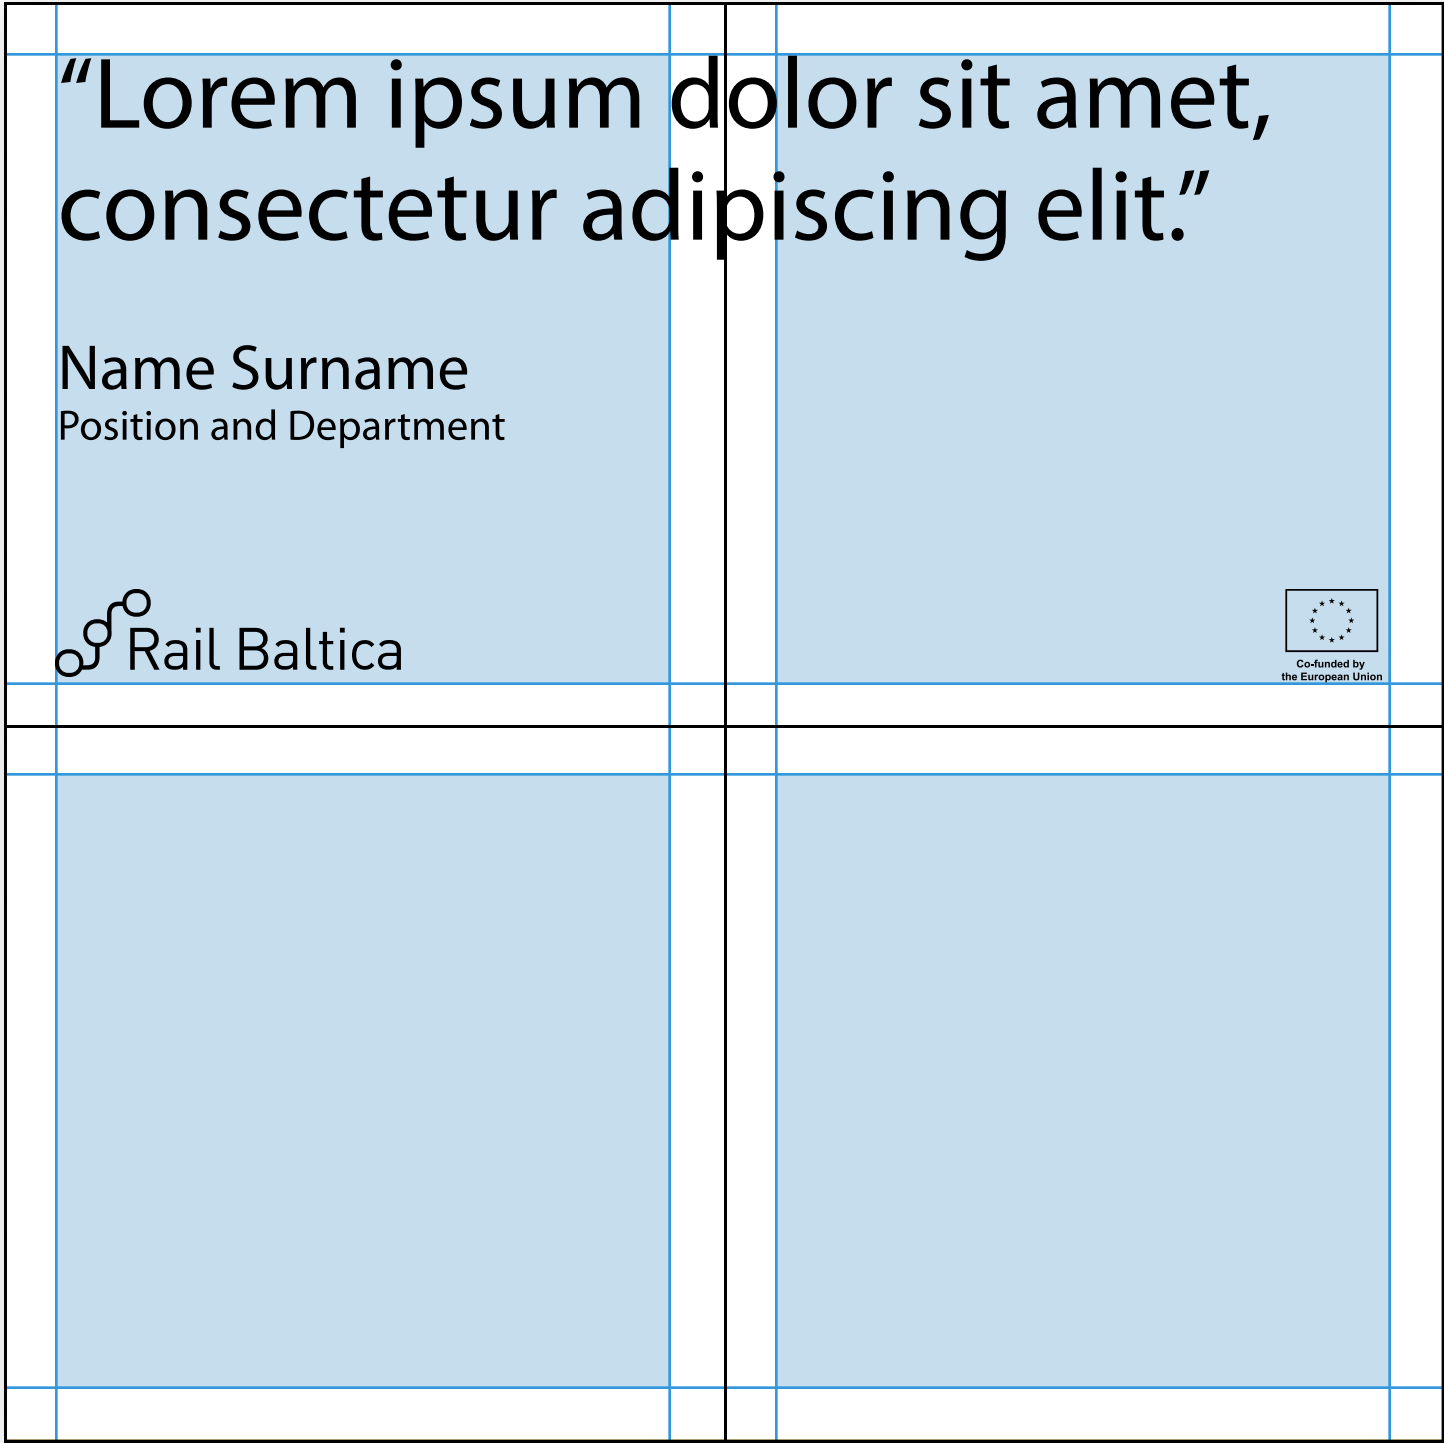 “Lorem ipsum dolor sit amet,
consectetur adipiscing elit.”
Name Surname
Position and Department
Rail Baltica
Co-funded by
the European Union